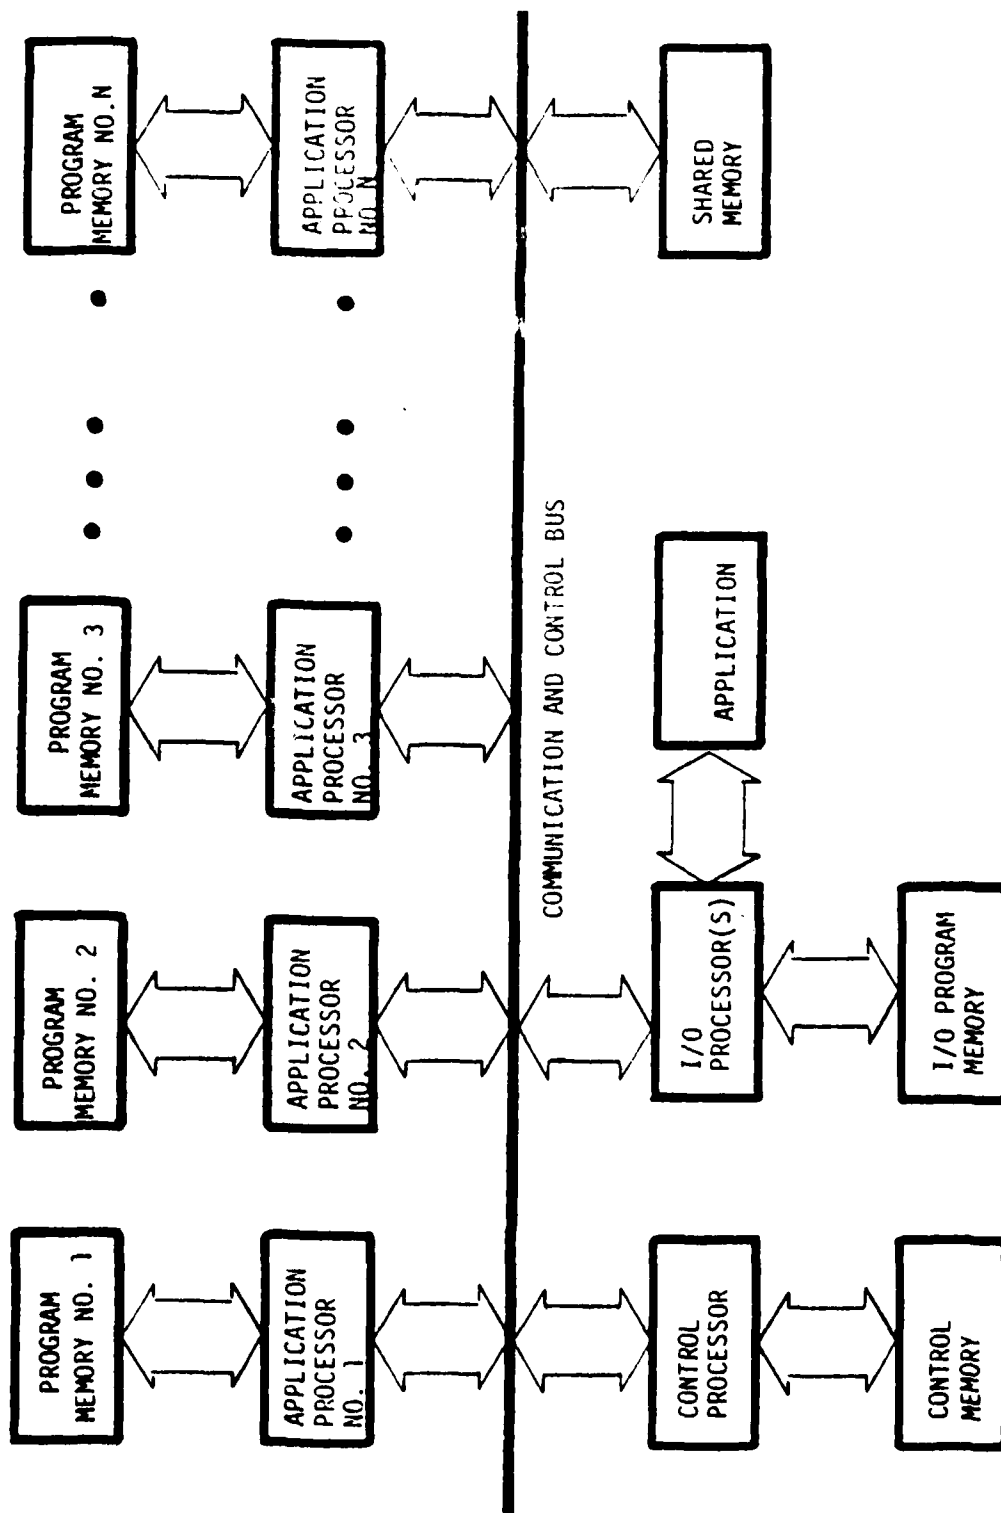 PROGRAM
MEMORY NO. 1
PROGRAM
MEMORY NO. 2
PROGRAM
MEMORY NO. 3
PROGRAM
MEMORY NO. N
APPLICATION
PROCESSOR
NO. 1
APPLICATION
PROCESSOR
NO. 2
APPLICATION
PROCESSOR
NO. 3
APPLICATION
PROCESSOR
NO. N
COMMUNICATION AND CONTROL BUS
CONTROL
PROCESSOR
I/O
PROCESSOR(S)
APPLICATION
SHARED
MEMORY
CONTROL
MEMORY
I/O PROGRAM
MEMORY